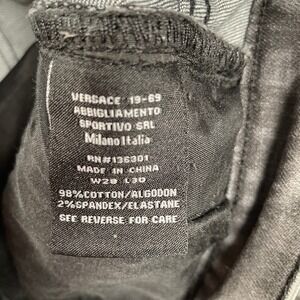 VERSACE 19-69
ABBIGLIAMENTO
SPORTIVO SRL
Milano Italia
RN#136301
MADE IN CHINA
W28 L30
98%COTTON/ALGODON
2%SPANDEX/ELASTANE
SEE REVERSE FOR CARE